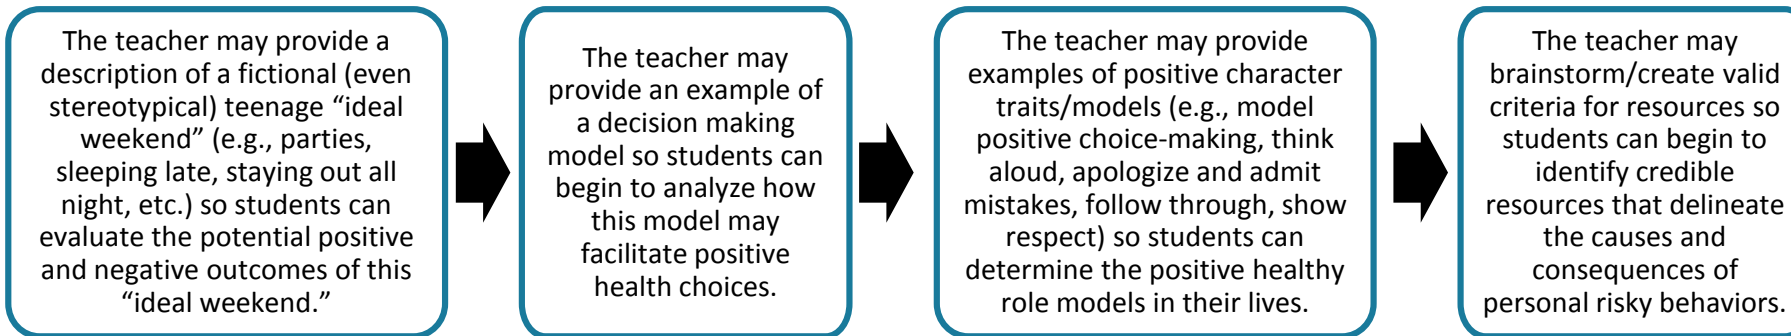 The teacher may provide a
description of a fictional (even
stereotypical) teenage “ideal
weekend” (e.g., parties,
sleeping late, staying out all
night, etc.) so students can
evaluate the potential positive
and negative outcomes of this
“ideal weekend.”
The teacher may
provide an example of
a decision making
model so students can
begin to analyze how
this model may
facilitate positive
health choices.
The teacher may provide
examples of positive character
traits/models (e.g., model
positive choice-making, think
aloud, apologize and admit
mistakes, follow through, show
respect) so students can
determine the positive healthy
role models in their lives.
The teacher may
brainstorm/create valid
criteria for resources so
students can begin to
identify credible
resources that delineate
the causes and
consequences of
personal risky behaviors.